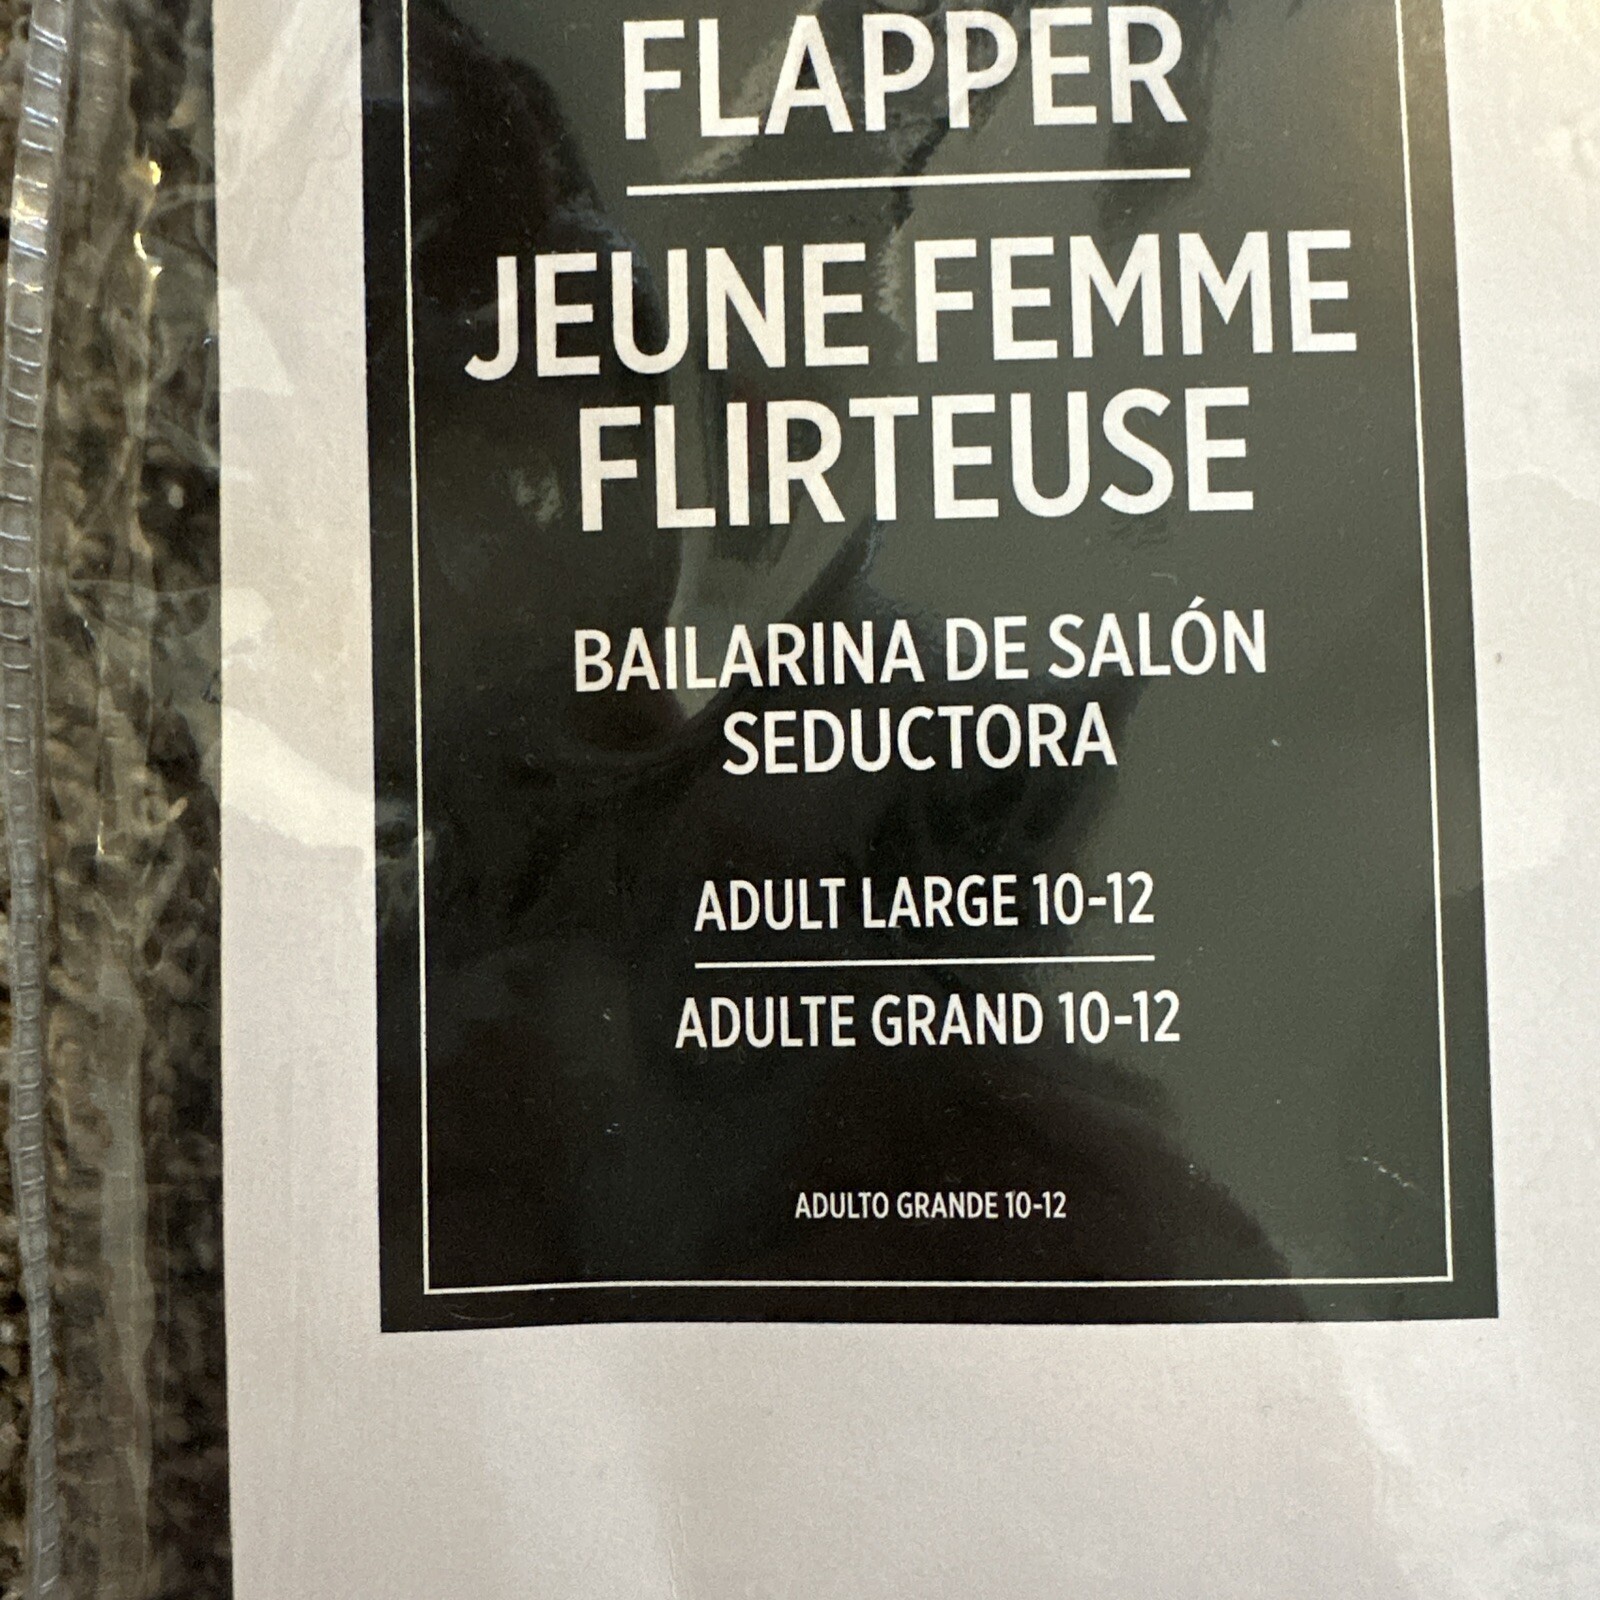 FLAPPER
JEUNE FEMME
FLIRTEUSE
BAILARINA DE SALÓN
SEDUCTORA
ADULT LARGE 10-12
ADULTE GRAND 10-12
ADULTO GRANDE 10-12